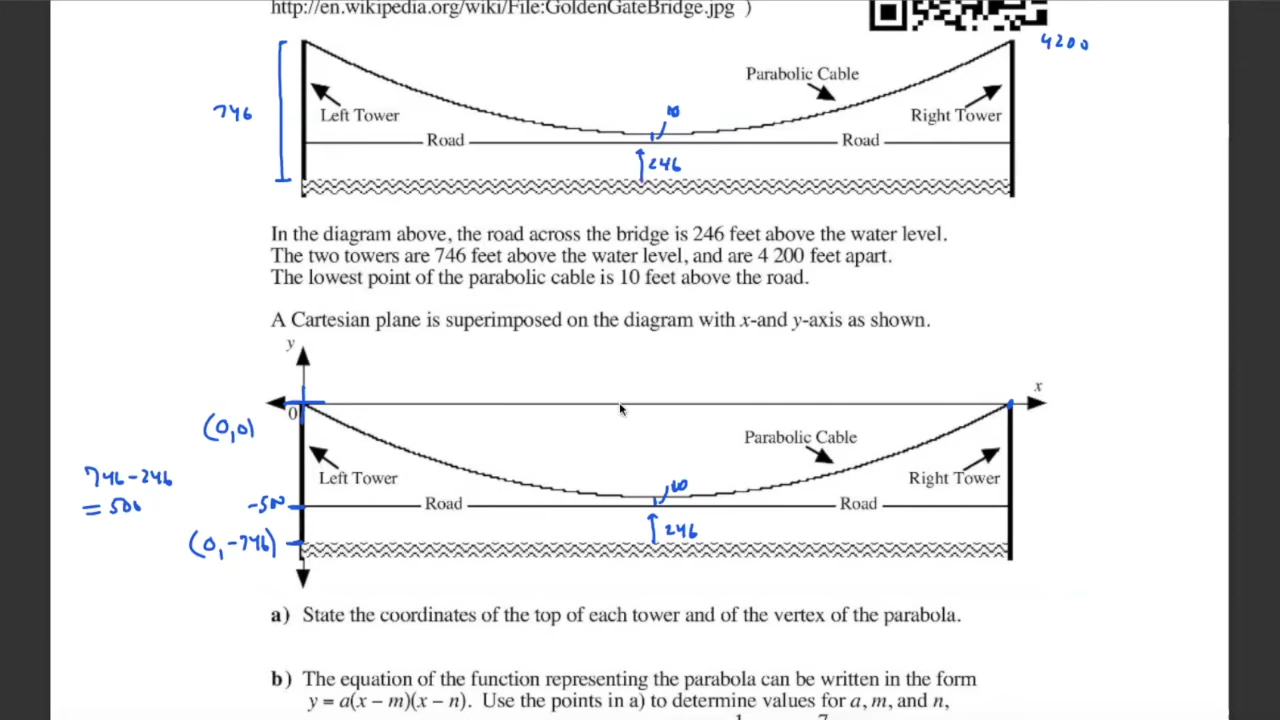 http://en.wikipedia.org/wiki/File:GoldenGateBridge.jpg )
4200
Parabolic Cable
746
10
Left Tower
Right Tower
Road
Road
246
In the diagram above, the road across the bridge is 246 feet above the water level.
The two towers are 746 feet above the water level, and are 4 200 feet apart.
The lowest point of the parabolic cable is 10 feet above the road.
A Cartesian plane is superimposed on the diagram with x-and y-axis as shown.
y
x
0
(0,0)
Parabolic Cable
746-246
= 500
Left Tower
Right Tower
10
-500
Road
Road
246
(0, -746)
a) State the coordinates of the top of each tower and of the vertex of the parabola.
b) The equation of the function representing the parabola can be written in the form
y = a(x – m)(x – n). Use the points in a) to determine values for a, m, and n,